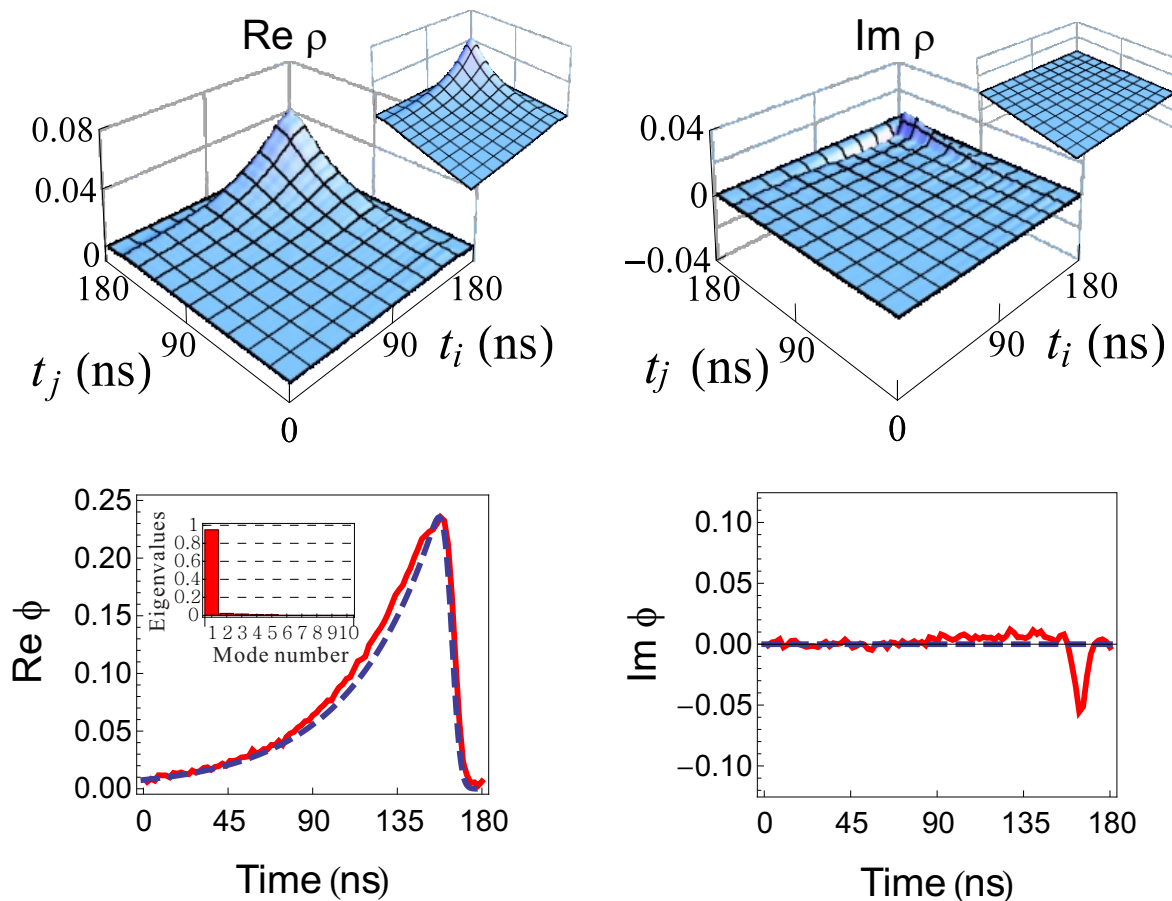 Re ρ
Im ρ
0.08
0.04
0
180
90
0
90
180
t_j (ns)
t_i (ns)
0.04
0
−0.04
180
90
0
90
180
t_j (ns)
t_i (ns)
0.25
0.20
0.15
0.10
0.05
0.00
Re ϕ
0 45 90 135 180
Time (ns)
Eigenvalues
1
0.8
0.6
0.4
0.2
0
1 2 3 4 5 6 7 8 9 10
Mode number
0.10
0.05
0.00
−0.05
−0.10
Im ϕ
0 45 90 135 180
Time (ns)